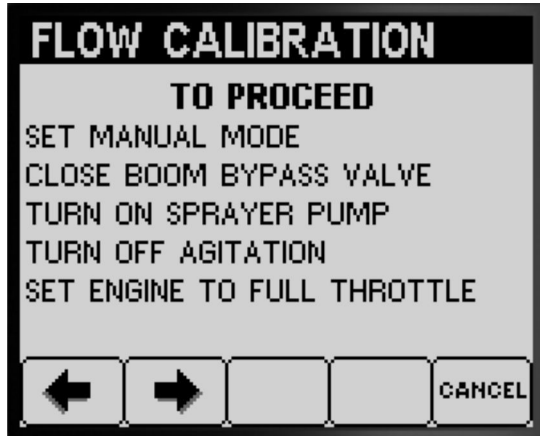 FLOW CALIBRATION
TO PROCEED
SET MANUAL MODE
CLOSE BOOM BYPASS VALVE
TURN ON SPRAYER PUMP
TURN OFF AGITATION
SET ENGINE TO FULL THROTTLE
CANCEL